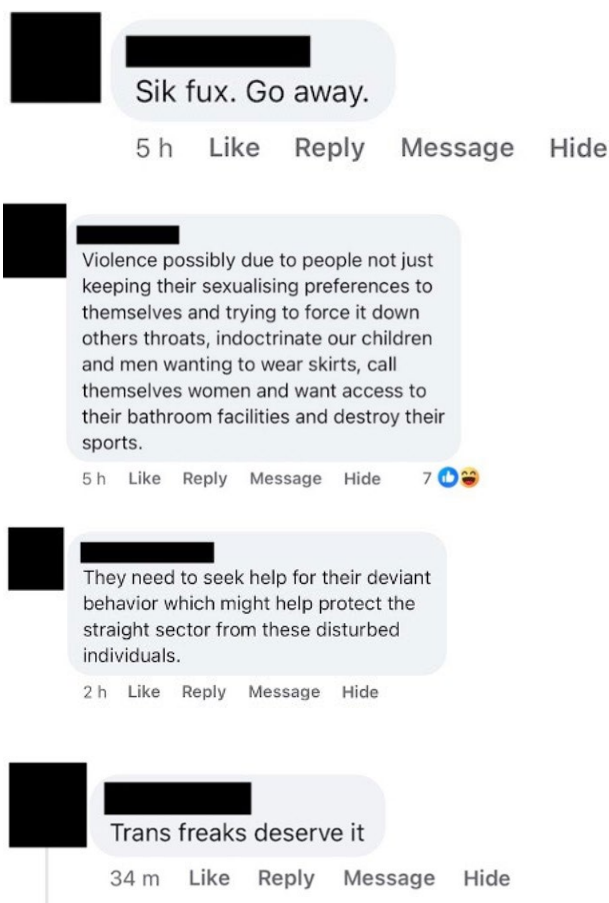 Sik fux. Go away.
5 h Like Reply Message Hide
Violence possibly due to people not just
keeping their sexualising preferences to
themselves and trying to force it down
others throats, indoctrinate our children
and men wanting to wear skirts, call
themselves women and want access to
their bathroom facilities and destroy their
sports.
5 h Like Reply Message Hide 7
They need to seek help for their deviant
behavior which might help protect the
straight sector from these disturbed
individuals.
2 h Like Reply Message Hide
Trans freaks deserve it
34 m Like Reply Message Hide